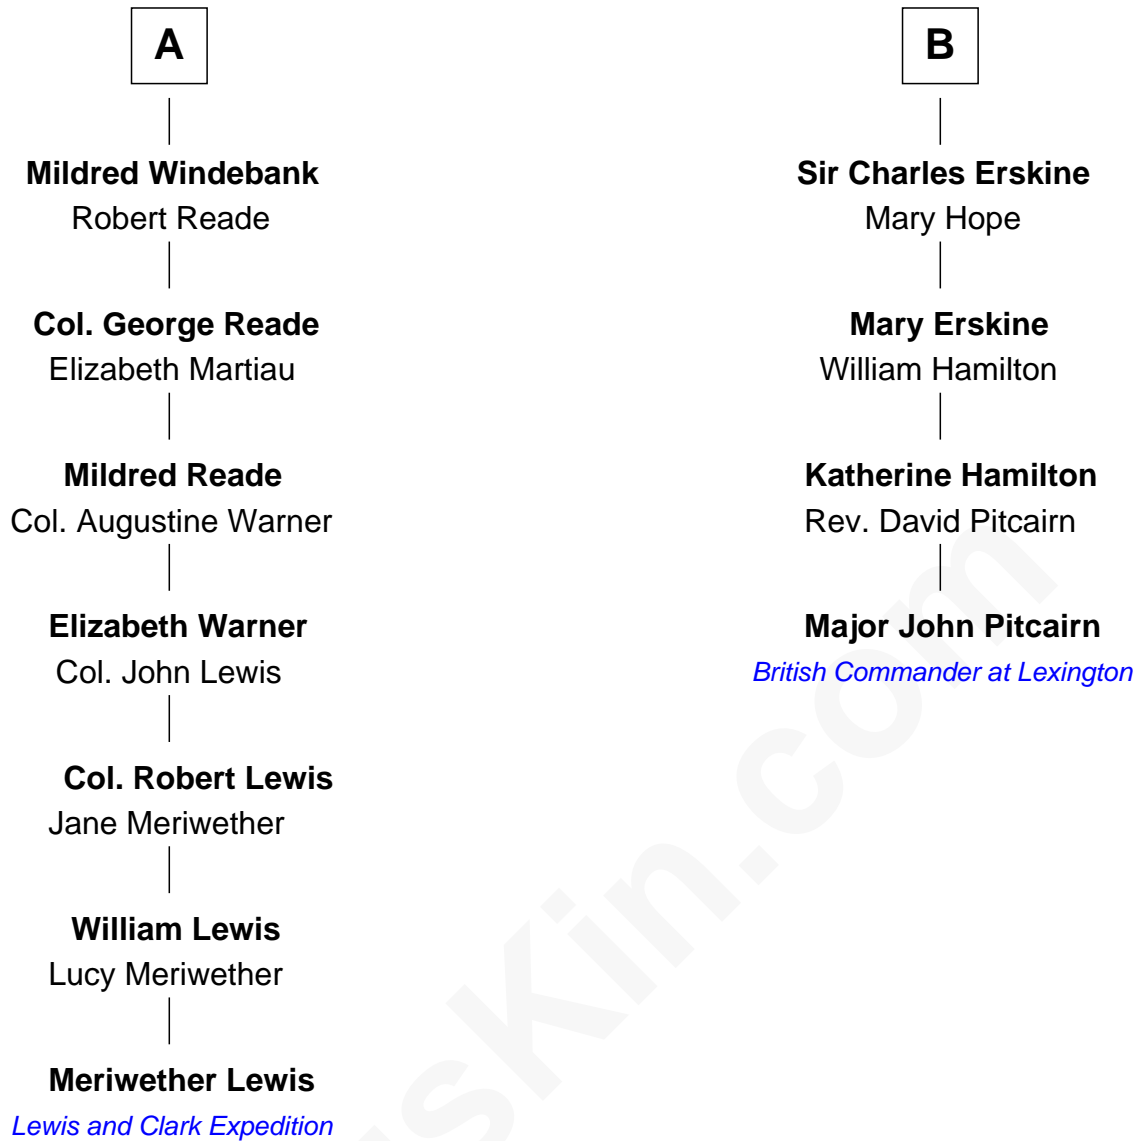 A
Mildred Windebank
Robert Reade
Col. George Reade
Elizabeth Martiau
Mildred Reade
Col. Augustine Warner
Elizabeth Warner
Col. John Lewis
Col. Robert Lewis
Jane Meriwether
William Lewis
Lucy Meriwether
Meriwether Lewis
Lewis and Clark Expedition
B
Sir Charles Erskine
Mary Hope
Mary Erskine
William Hamilton
Katherine Hamilton
Rev. David Pitcairn
Major John Pitcairn
British Commander at Lexington